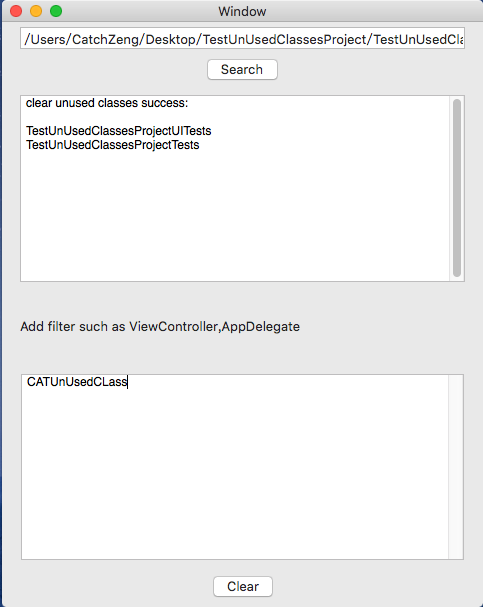 Window
/Users/CatchZeng/Desktop/TestUnUsedClassesProject/TestUnUsedCla
Search
clear unused classes success:
TestUnUsedClassesProjectUITests
TestUnUsedClassesProjectTests
Add filter such as ViewController,AppDelegate
CATUnUsedCLass
Clear